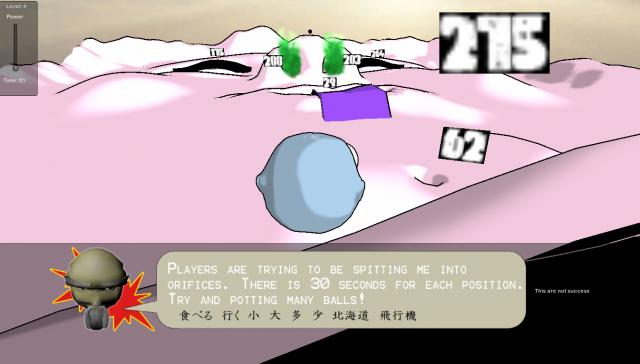 Level: 4
Power
Time: 51
275
200
203
29
62
Players are trying to be spitting me into
orifices. There is 30 seconds for each position.
Try and potting many balls!
食べる 行く 小 大 多 少 北海道 飛行機
This are not success